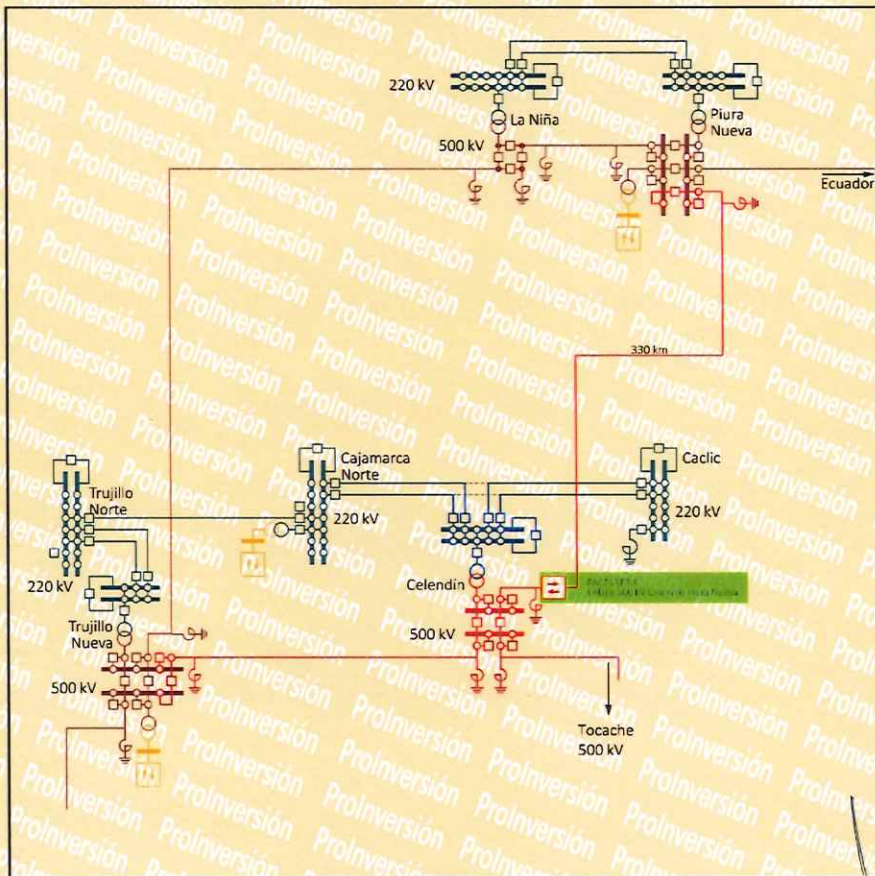 ProInversión
220 kV
La Niña
Piura
Nueva
500 kV
Ecuador
330 km
Cajamarca
Norte
Caclic
Trujillo
Norte
220 kV
220 kV
220 kV
Celendín
Trujillo
Nueva
500 kV
500 kV
Tocache
500 kV